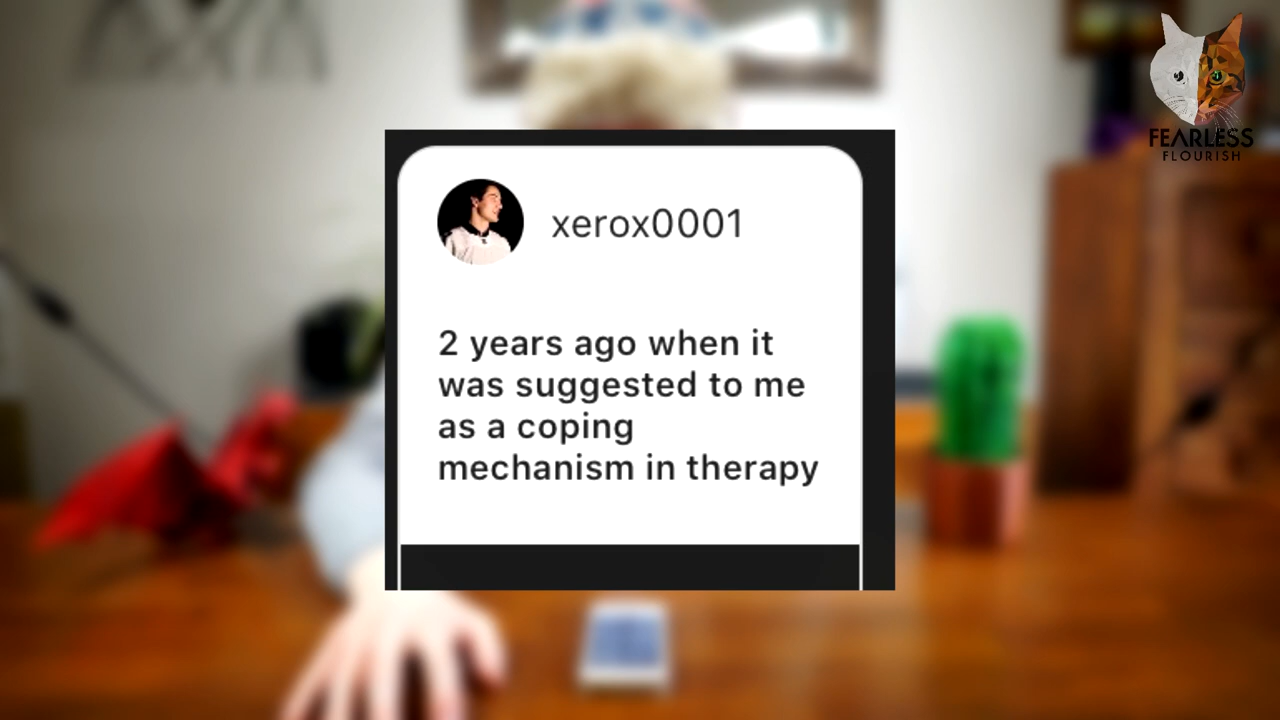 FEARLESS
FLOURISH
xerox0001
2 years ago when it
was suggested to me
as a coping
mechanism in therapy